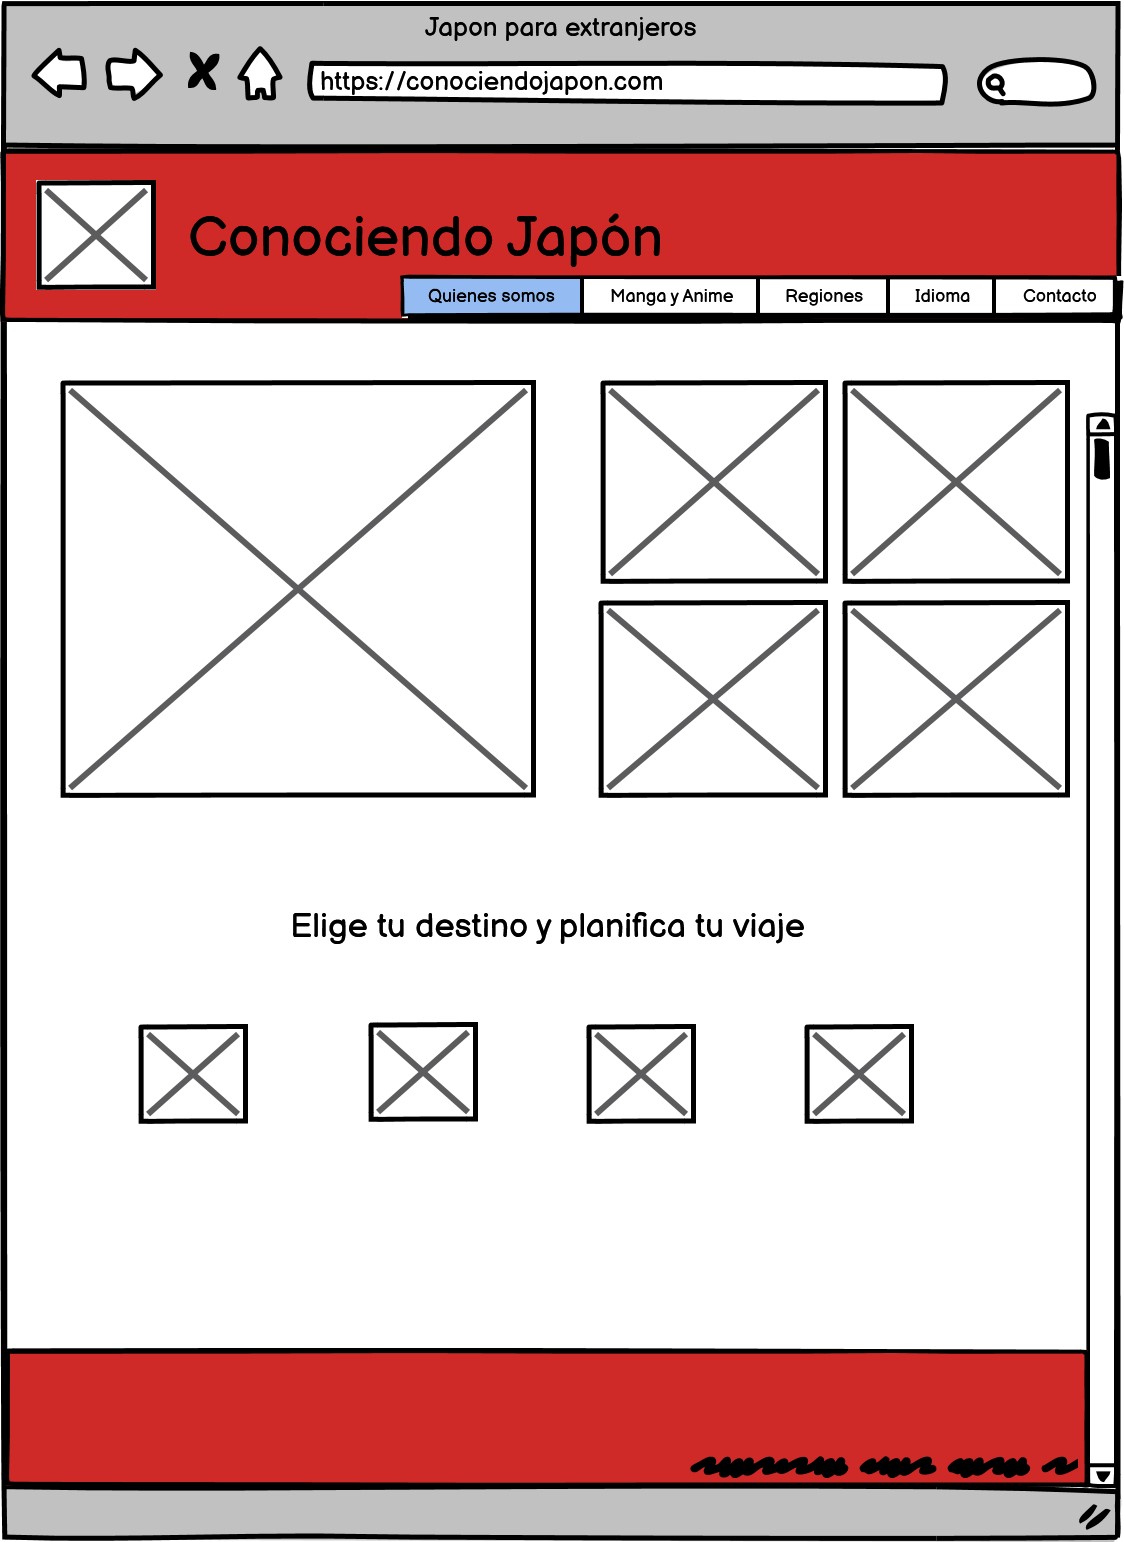 Japon para extranjeros
https://conociendojapon.com
Conociendo Japón
Quienes somos
Manga y Anime
Regiones
Idioma
Contacto
Elige tu destino y planifica tu viaje